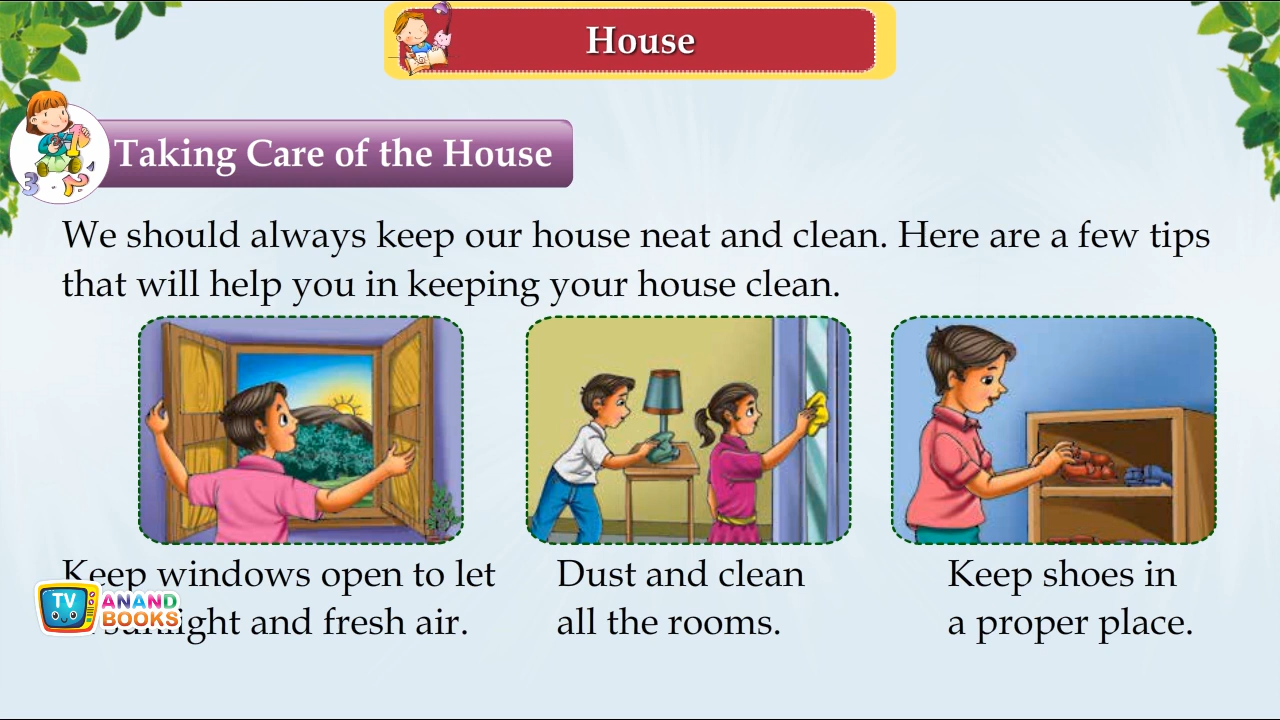 House
Taking Care of the House
We should always keep our house neat and clean. Here are a few tips
that will help you in keeping your house clean.
Keep windows open to let
sunlight and fresh air.
Dust and clean
all the rooms.
Keep shoes in
a proper place.
TV
ANAND
BOOKS